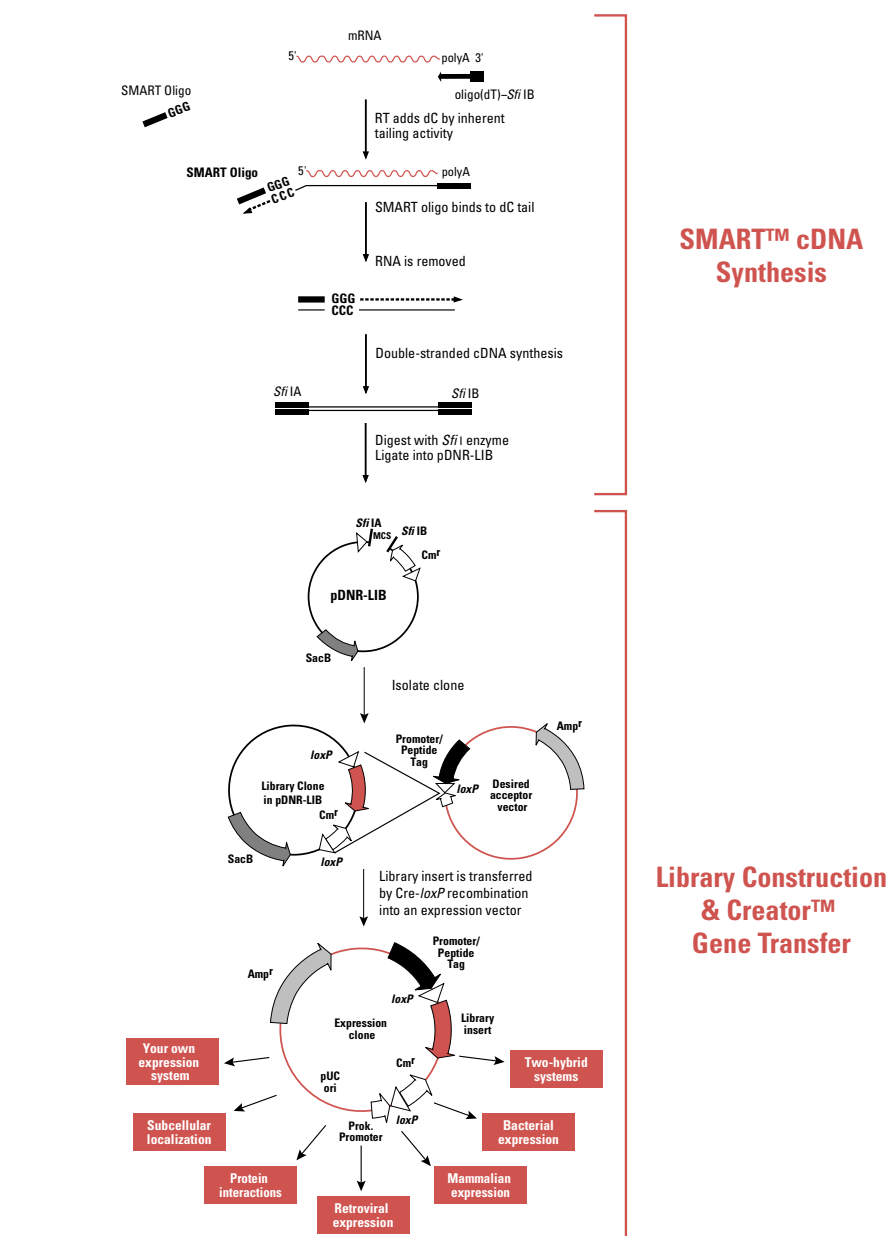 mRNA
5'
polyA 3'
oligo(dT)–Sfi IB
SMART Oligo
GGG
RT adds dC by inherent
tailing activity
SMART Oligo
5'
polyA
GGG
CCC
SMART oligo binds to dC tail
RNA is removed
GGG
CCC
Double-stranded cDNA synthesis
Sfi IA
Sfi IB
Digest with Sfi I enzyme
Ligate into pDNR-LIB
SMART™ cDNA
Synthesis
Sfi IA
MCS
Sfi IB
Cmr
pDNR-LIB
SacB
Isolate clone
loxP
Library Clone
in pDNR-LIB
Cmr
loxP
SacB
Promoter/
Peptide
Tag
Ampr
loxP
Desired
acceptor
vector
Library insert is transferred
by Cre-loxP recombination
into an expression vector
Library Construction
& Creator™
Gene Transfer
Ampr
Promoter/
Peptide
Tag
loxP
Library
insert
Expression
clone
Cmr
pUC
ori
loxP
Prok.
Promoter
Your own
expression
system
Subcellular
localization
Protein
interactions
Retroviral
expression
Mammalian
expression
Bacterial
expression
Two-hybrid
systems